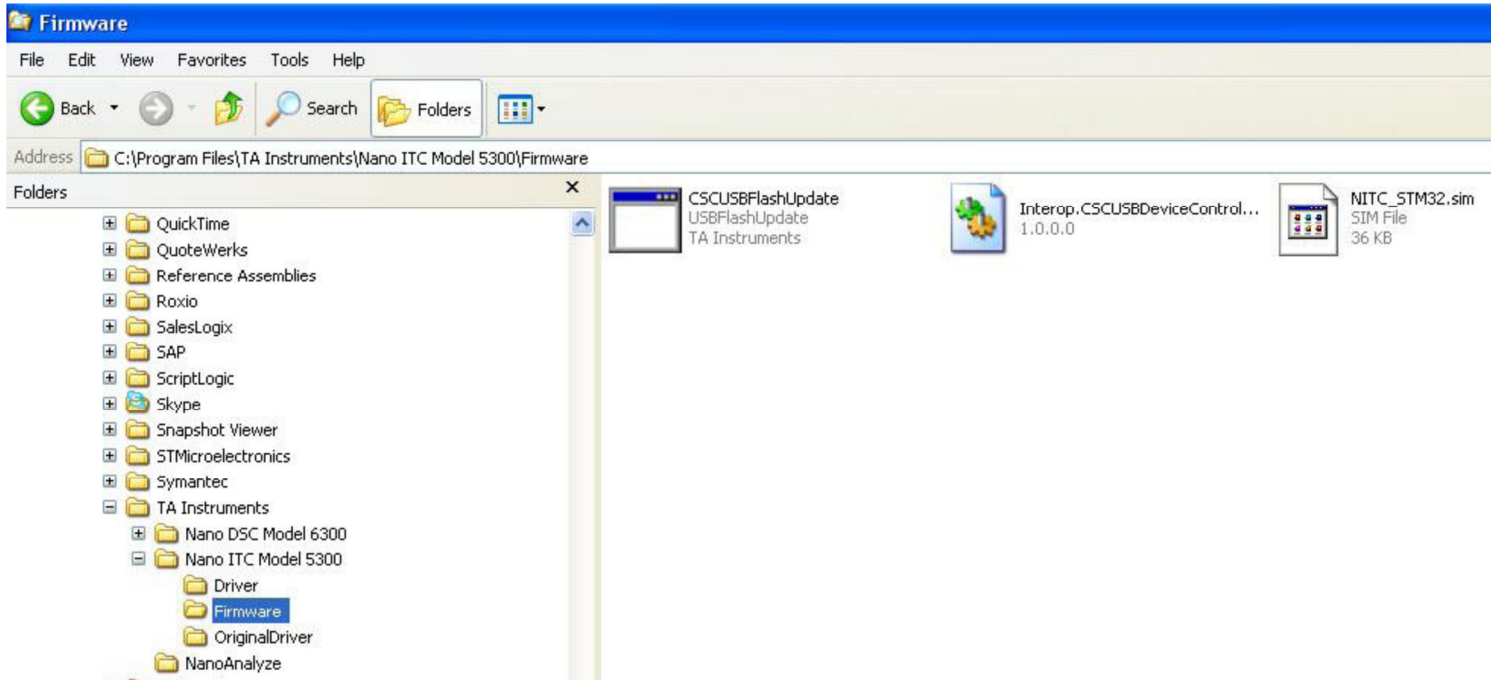 Firmware
File Edit View Favorites Tools Help
Back Search Folders
Address C:\Program Files\TA Instruments\Nano ITC Model 5300\Firmware
Folders
QuickTime
QuoteWerks
Reference Assemblies
Roxio
SalesLogix
SAP
ScriptLogic
Skype
Snapshot Viewer
STMicroelectronics
Symantec
TA Instruments
Nano DSC Model 6300
Nano ITC Model 5300
Driver
Firmware
OriginalDriver
NanoAnalyze
CSCUSBFlashUpdate
USBFlashUpdate
TA Instruments
Interop.CSCUSBDeviceControl...
1.0.0.0
NITC_STM32.sim
SIM File
36 KB